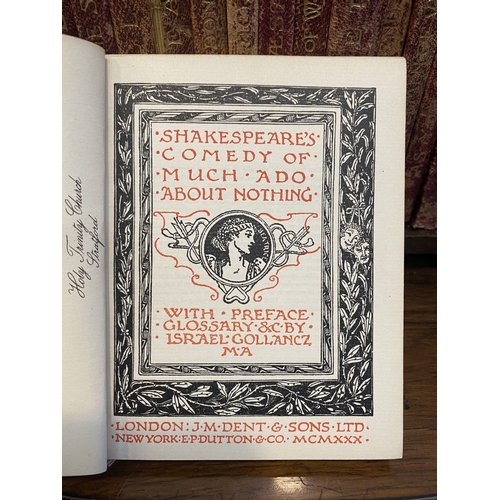 Holy Trinity Church
Stratford
·SHAKESPEARE'S·
·COMEDY OF·
·MUCH·ADO·
·ABOUT NOTHING·
·WITH·PREFACE·
GLOSSARY·&C·BY·
ISRAEL·GOLLANCZ
M·A
·LONDON:J·M·DENT·&·SONS·LTD·
·NEW YORK:E·P·DUTTON·&·CO.·MCMXXX·